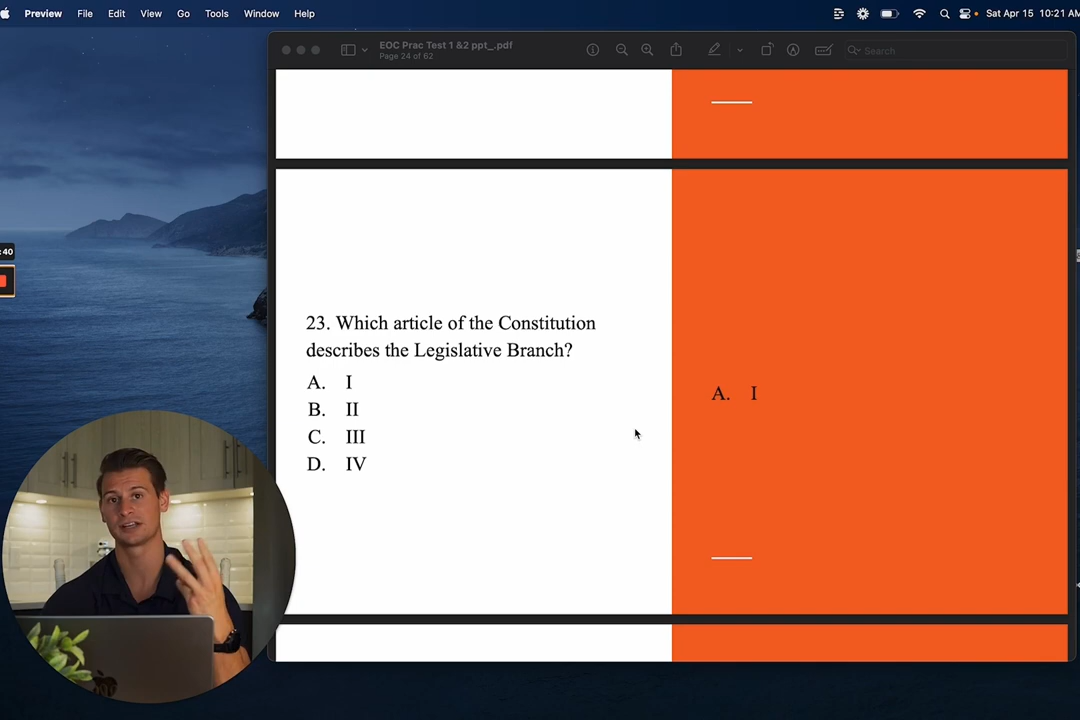 Preview File Edit View Go Tools Window Help
Sat Apr 15 10:21 AM
EOC Prac Test 1 &2 ppt_.pdf
Page 24 of 62
Search
:40
23. Which article of the Constitution
describes the Legislative Branch?
A. I
B. II
C. III
D. IV
A. I